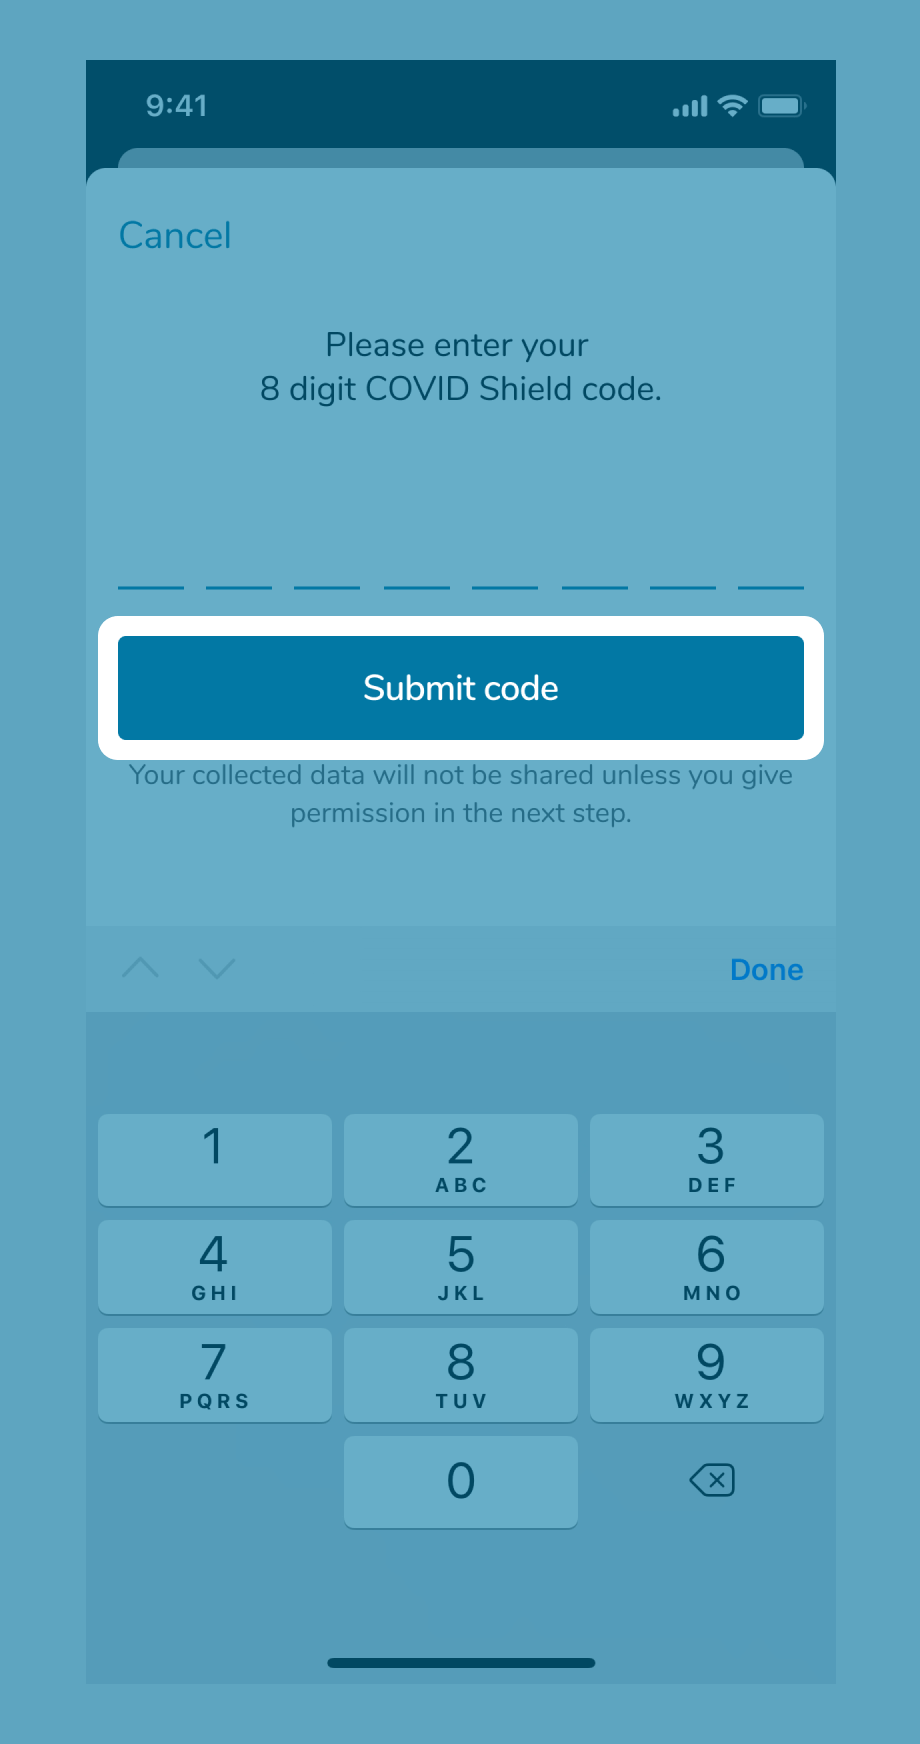 9:41
Cancel
Please enter your
8 digit COVID Shield code.
Submit code
Your collected data will not be shared unless you give
permission in the next step.
Done
1
2
ABC
3
DEF
4
GHI
5
JKL
6
MNO
7
PQRS
8
TUV
9
WXYZ
0